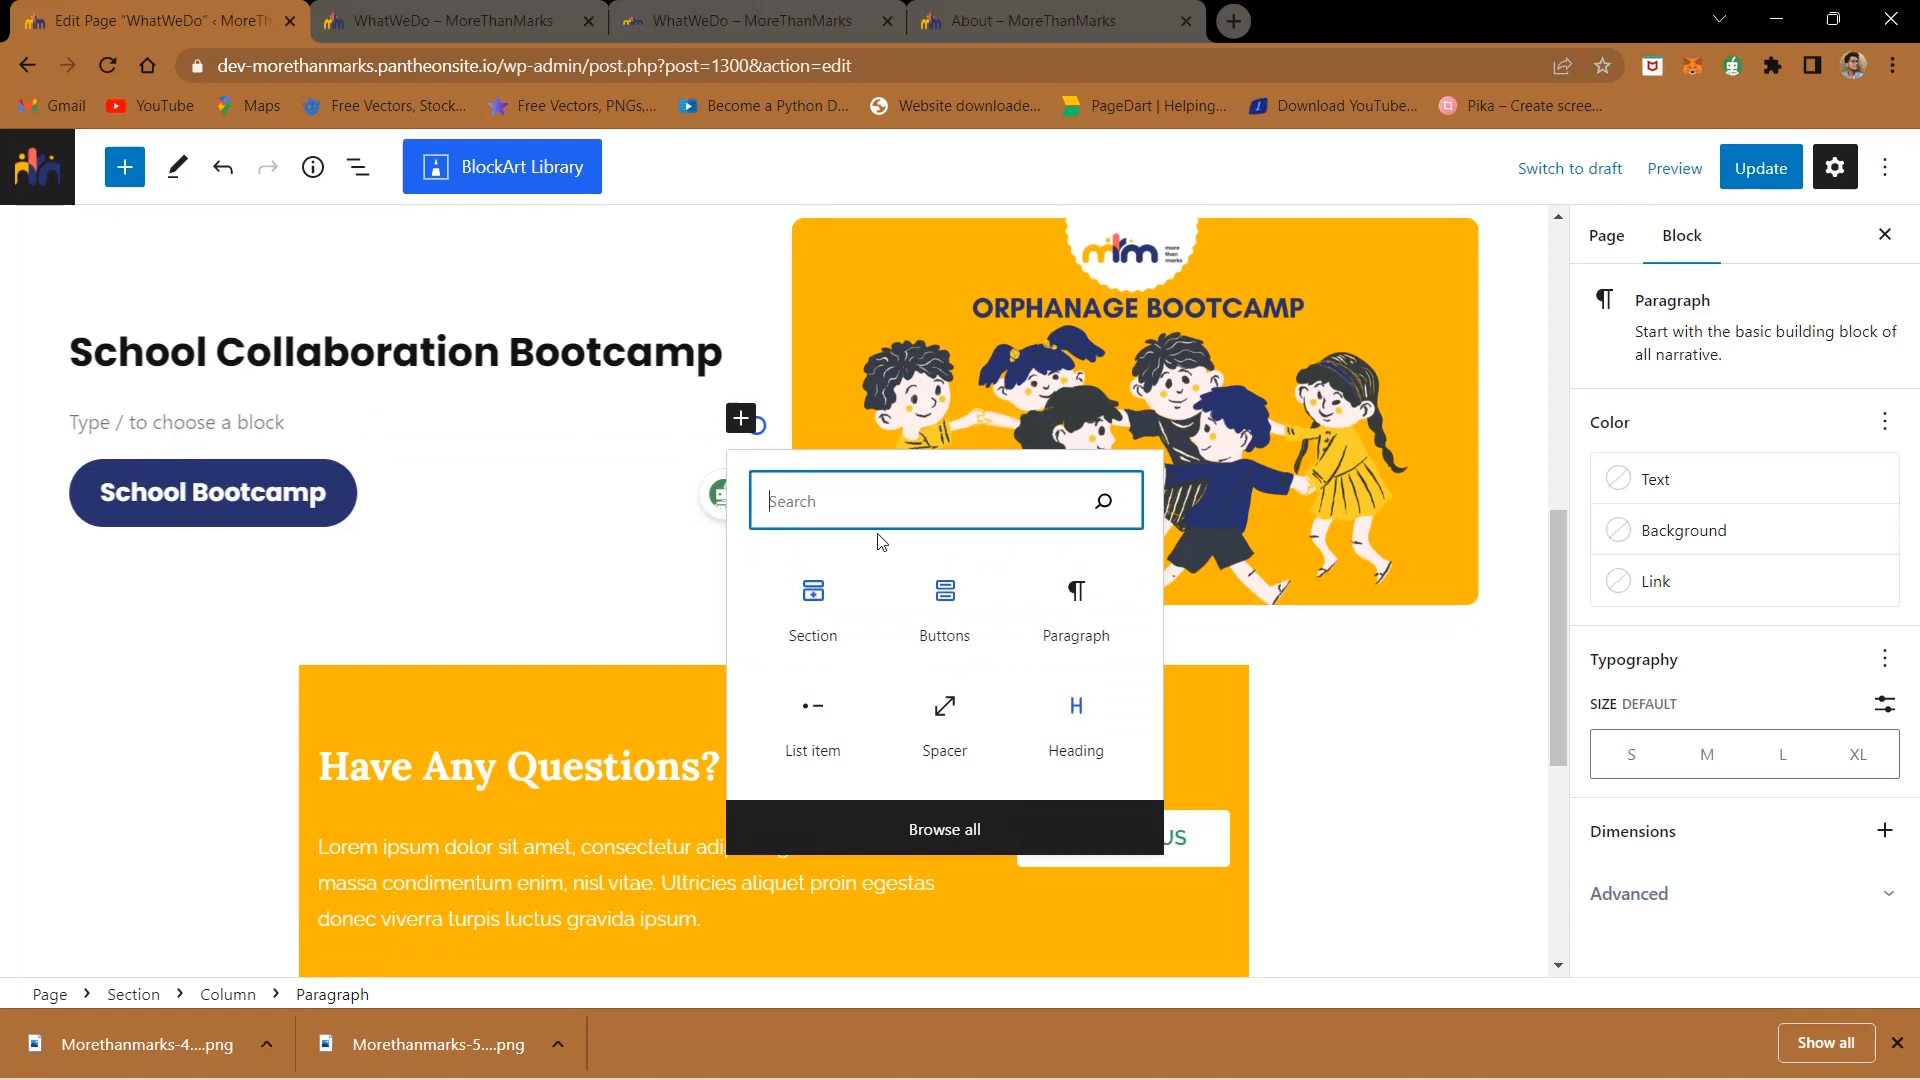 Edit Page "WhatWeDo" ‹ MoreTh
WhatWeDo – MoreThanMarks
WhatWeDo – MoreThanMarks
About – MoreThanMarks
dev-morethanmarks.pantheonsite.io/wp-admin/post.php?post=1300&action=edit
Gmail
YouTube
Maps
Free Vectors, Stock...
Free Vectors, PNGs,...
Become a Python D...
Website downloade...
PageDart | Helping...
Download YouTube...
Pika – Create scree...
BlockArt Library
Switch to draft
Preview
Update
mtm more than marks
ORPHANAGE BOOTCAMP
School Collaboration Bootcamp
Type / to choose a block
School Bootcamp
Search
Section
Buttons
Paragraph
List item
Spacer
Heading
Browse all
Have Any Questions?
Lorem ipsum dolor sit amet, consectetur adi
massa condimentum enim, nisl vitae. Ultricies aliquet proin egestas
donec viverra turpis luctus gravida ipsum.
US
Page
Block
Paragraph
Start with the basic building block of
all narrative.
Color
Text
Background
Link
Typography
SIZE DEFAULT
S M L XL
Dimensions
Advanced
Page › Section › Column › Paragraph
Morethanmarks-4....png
Morethanmarks-5....png
Show all